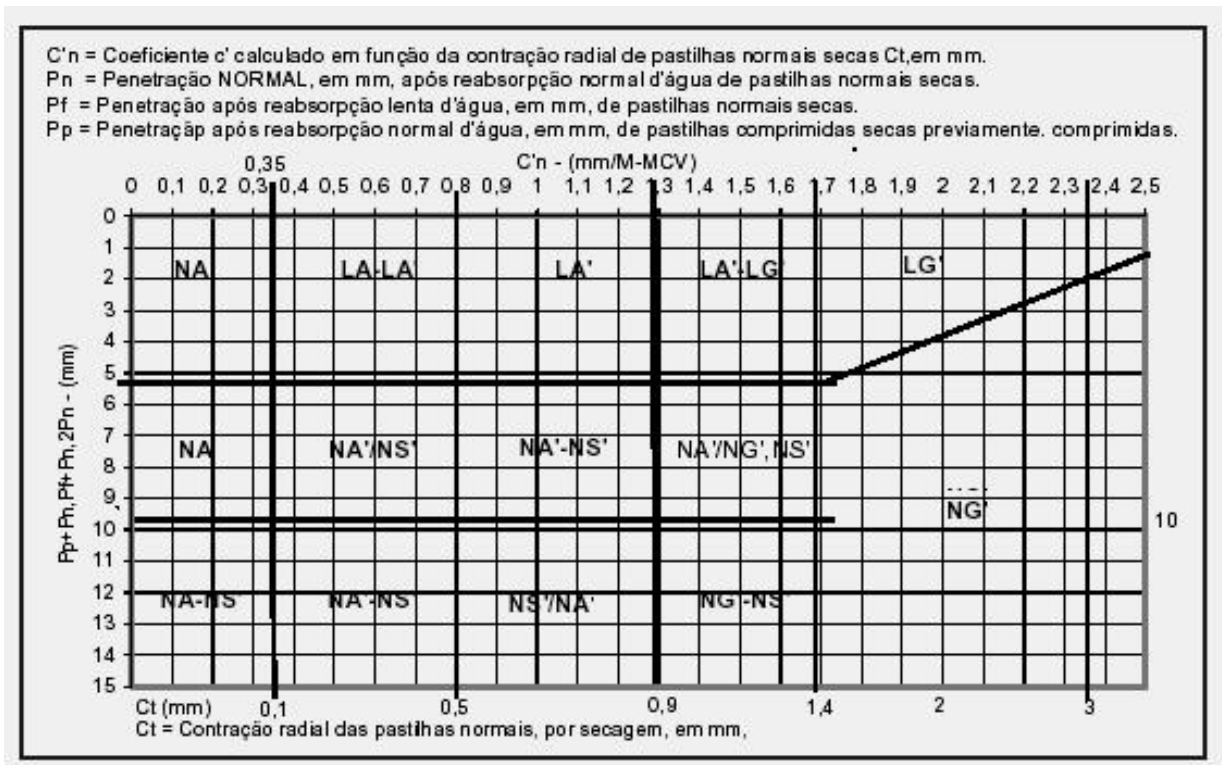 C'n = Coeficiente c' calculado em função da contração radial de pastilhas normais secas Ct,em mm.
Pn = Penetração NORMAL, em mm, após reabsorpção normal d'água de pastilhas normais secas.
Pf = Penetração após reabsorpção lenta d'água, em mm, de pastilhas normais secas.
Pp = Penetraçãp após reabsorpção normal d'água, em mm, de pastilhas comprimidas secas previamente. comprimidas.
0,35 C'n - (mm/M-MCV)
0 0,1 0,2 0,3 0,4 0,5 0,6 0,7 0,8 0,9 1 1,1 1,2 1,3 1,4 1,5 1,6 1,7 1,8 1,9 2 2,1 2,2 2,3 2,4 2,5
0
1
NA LA-LA LA' LA'-LG' LG'
2
3
4
5
6
7
NA NA'/NS' NA'-NS' NA'/NG',NS'
8
9
NG'
10 10
11
12
NA-NS' NA'-NS' NS'/NA' NG'-NS'
13
14
15
Pp+Pn,Pf+Pn,2Pn - (mm)
Ct (mm) 0,1 0,5 0,9 1,4 2 3
Ct = Contração radial das pastilhas normais, por secagem, em mm,